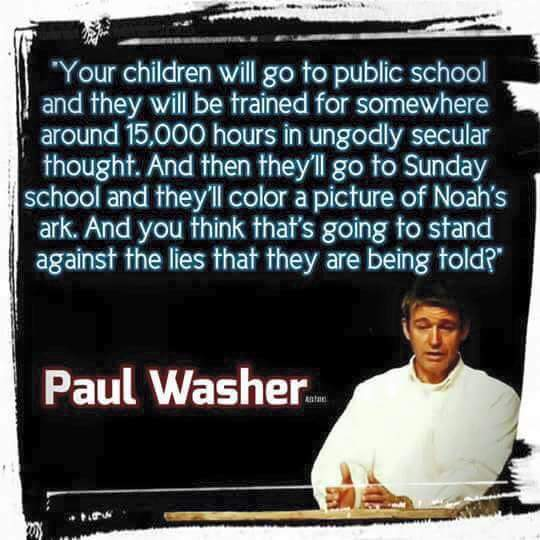 "Your children will go to public school
and they will be trained for somewhere
around 15,000 hours in ungodly secular
thought. And then they'll go to Sunday
school and they'll color a picture of Noah's
ark. And you think that's going to stand
against the lies that they are being told?"
Paul Washer